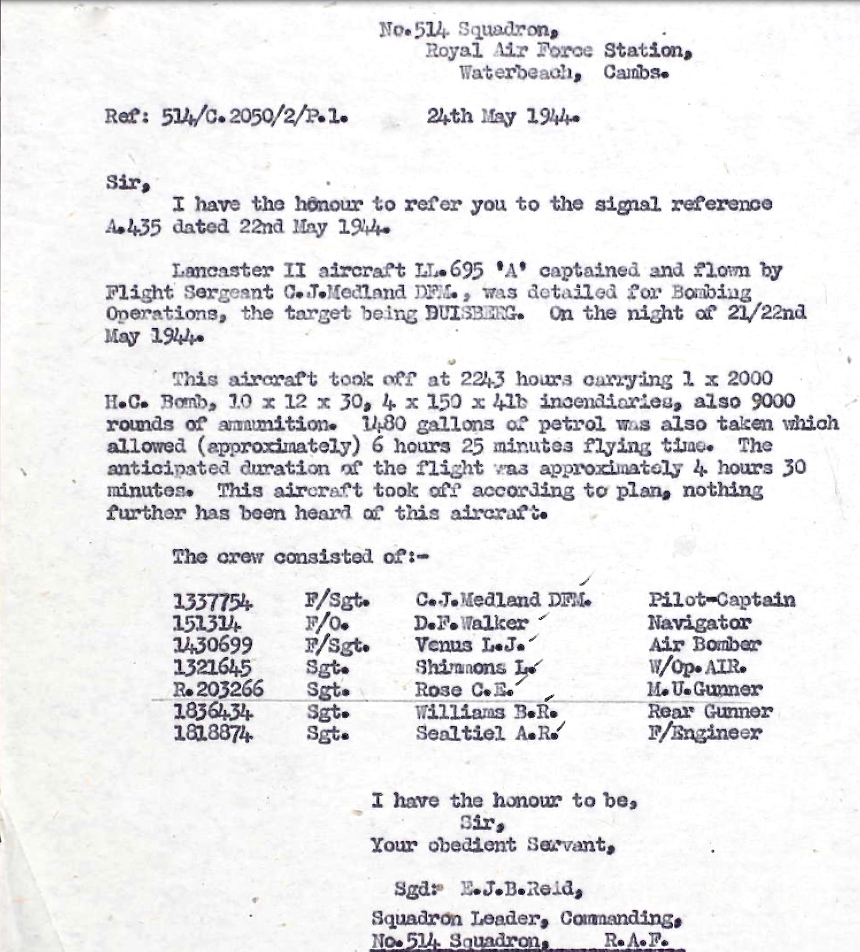 No.514 Squadron,
Royal Air Force Station,
Waterbeach, Cambs.
Ref: 514/C.2050/2/P.1. 24th May 1944.
Sir,
I have the honour to refer you to the signal reference
A.435 dated 22nd May 1944.
Lancaster II aircraft LL.695 'A' captained and flown by
Flight Sergeant C.J.Medland DFM., was detailed for Bombing
Operations, the target being DUISBERG. On the night of 21/22nd
May 1944.
This aircraft took off at 2243 hours carrying 1 x 2000
H.C. Bomb, 10 x 12 x 30, 4 x 150 x 4lb incendiaries, also 9000
rounds of ammunition. 1480 gallons of petrol was also taken which
allowed (approximately) 6 hours 25 minutes flying time. The
anticipated duration of the flight was approximately 4 hours 30
minutes. This aircraft took off according to plan, nothing
further has been heard of this aircraft.
The crew consisted of:-
1337754 F/Sgt. C.J.Medland DFM. Pilot-Captain
151314 F/O. D.F.Walker Navigator
1430699 F/Sgt. Venus L.J. Air Bomber
1321645 Sgt. Shimmons L. W/Op.AIR.
R.203266 Sgt. Rose C.E. M.U.Gunner
1836434 Sgt. Williams B.R. Rear Gunner
1818874 Sgt. Sealtiel A.R. F/Engineer
I have the honour to be,
Sir,
Your obedient Servant,
Sgd: E.J.B.Reid,
Squadron Leader, Commanding,
No.514 Squadron, R.A.F.